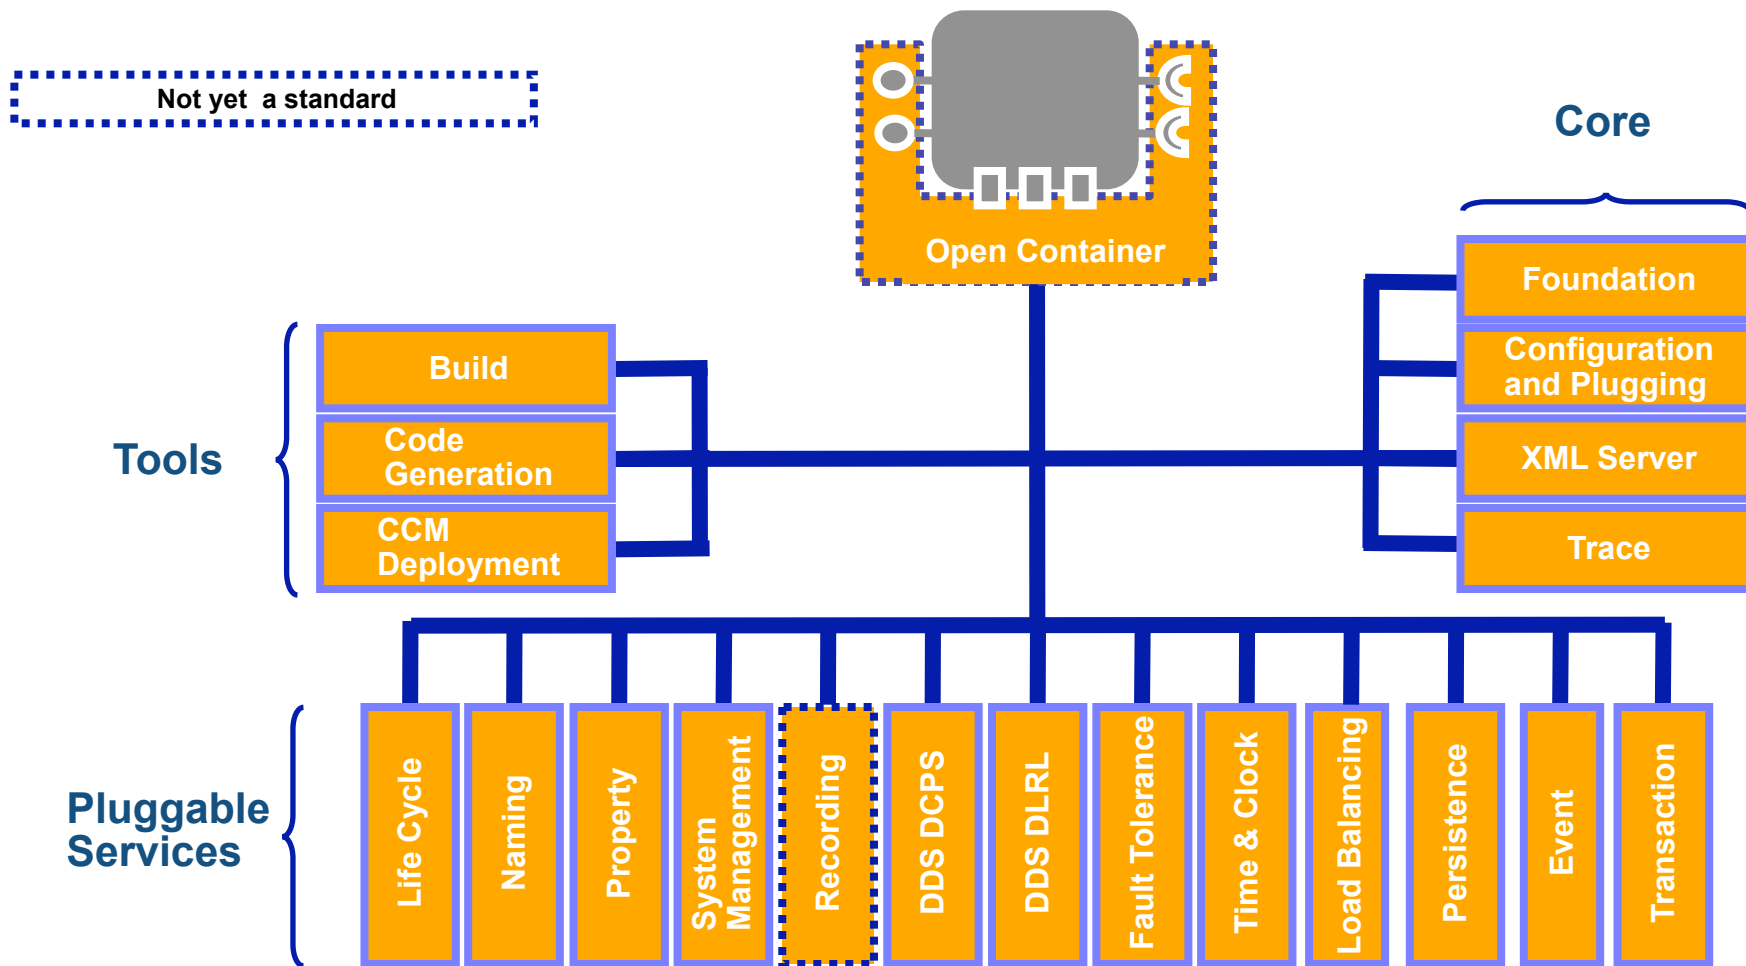 Not yet  a standard
Core
Open Container
Foundation
Configuration
and Plugging
XML Server
Trace
Tools
Build
Code
Generation
CCM
Deployment
Pluggable
Services
Life Cycle
Naming
Property
System
Management
Recording
DDS DCPS
DDS DLRL
Fault Tolerance
Time & Clock
Load Balancing
Persistence
Event
Transaction